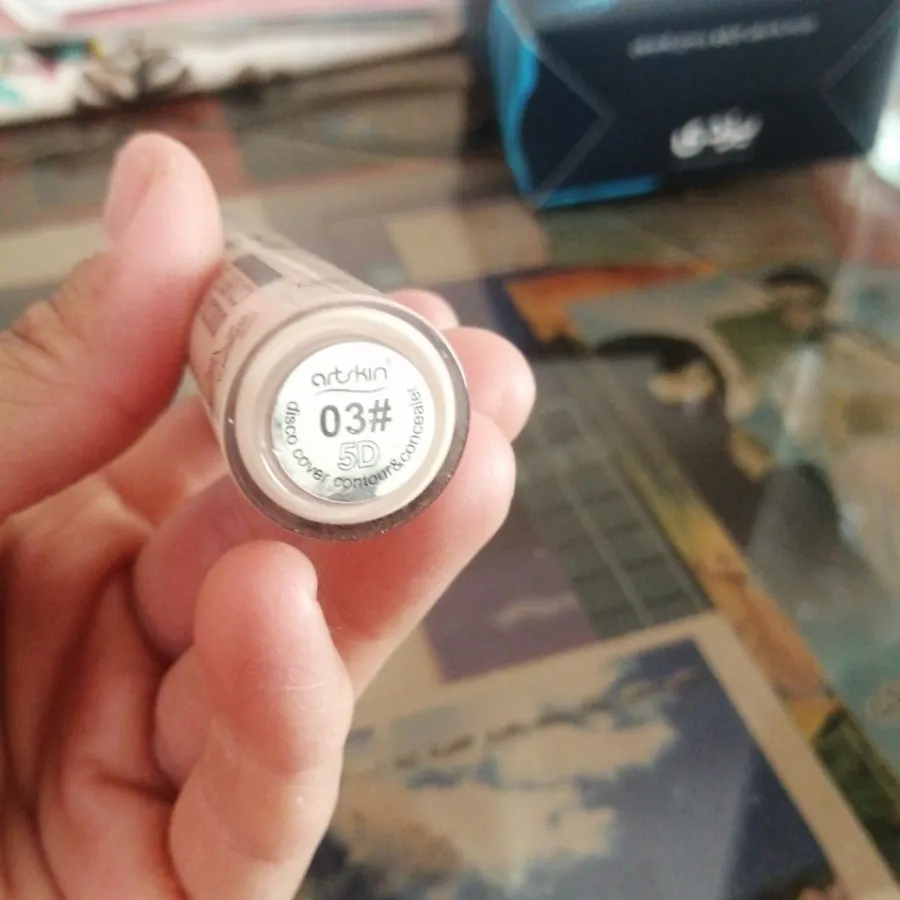 artskin®
03#
5D
disco cover contour&concealer